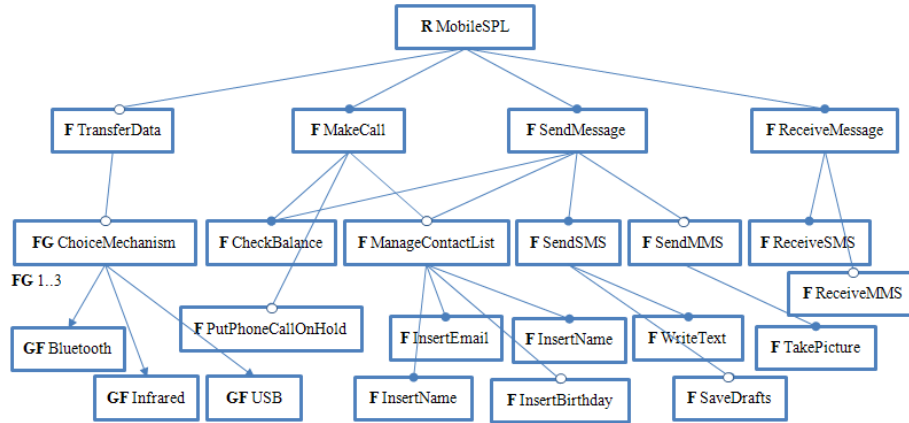 R MobileSPL
F TransferData
F MakeCall
F SendMessage
F ReceiveMessage
FG ChoiceMechanism
F CheckBalance
F ManageContactList
F SendSMS
F SendMMS
F ReceiveSMS
FG 1..3
F ReceiveMMS
F PutPhoneCallOnHold
F InsertEmail
F InsertName
F WriteText
F TakePicture
GF Bluetooth
GF Infrared
GF USB
F InsertName
F InsertBirthday
F SaveDrafts